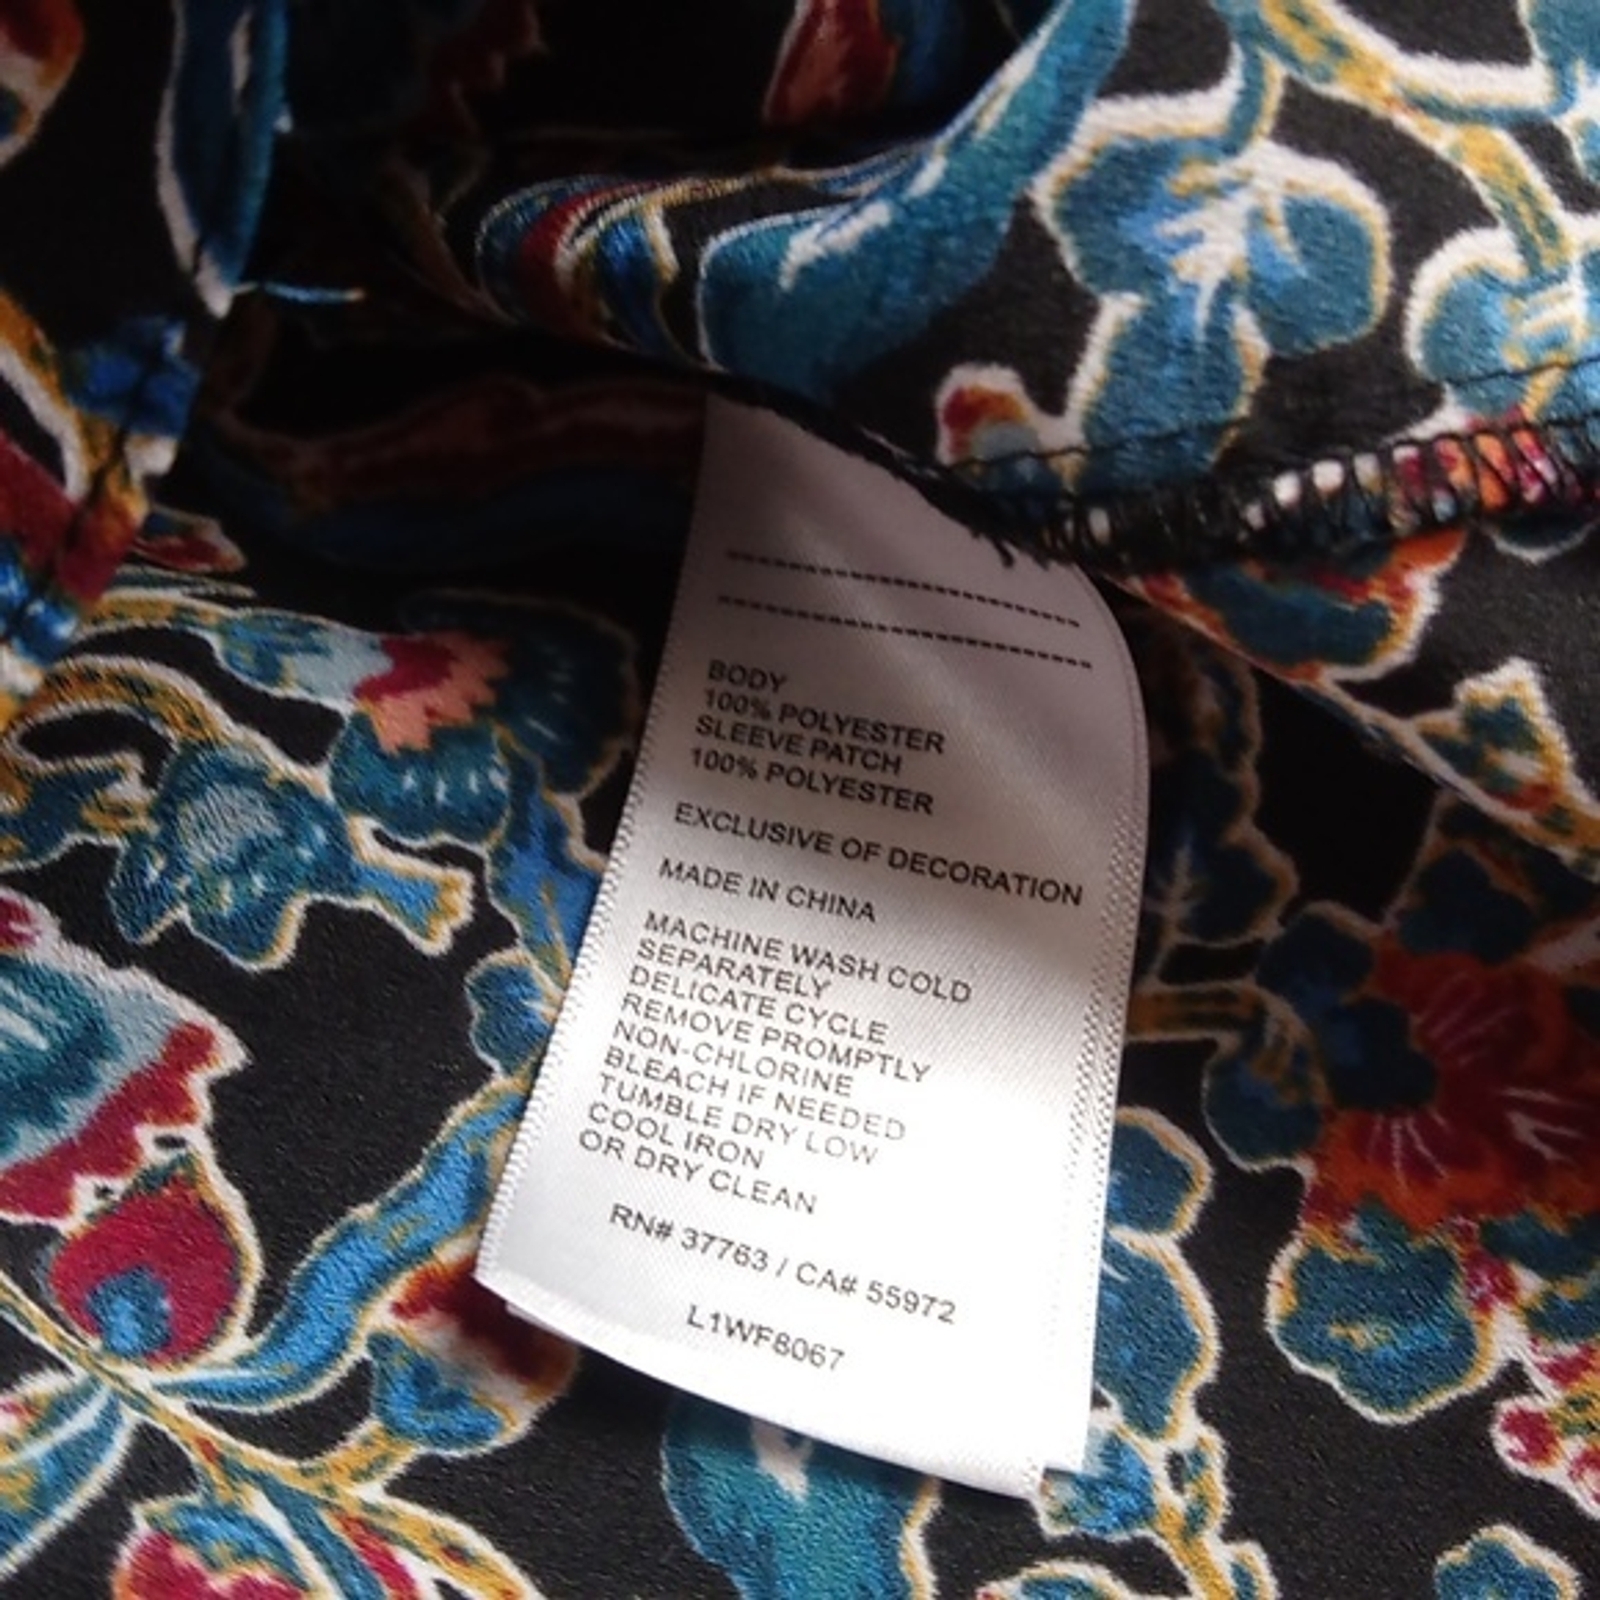 BODY
100% POLYESTER
SLEEVE PATCH
100% POLYESTER
EXCLUSIVE OF DECORATION
MADE IN CHINA
MACHINE WASH COLD
SEPARATELY
DELICATE CYCLE
REMOVE PROMPTLY
NON-CHLORINE
BLEACH IF NEEDED
TUMBLE DRY LOW
COOL IRON
OR DRY CLEAN
RN# 37763 / CA# 55972
L1WF8067